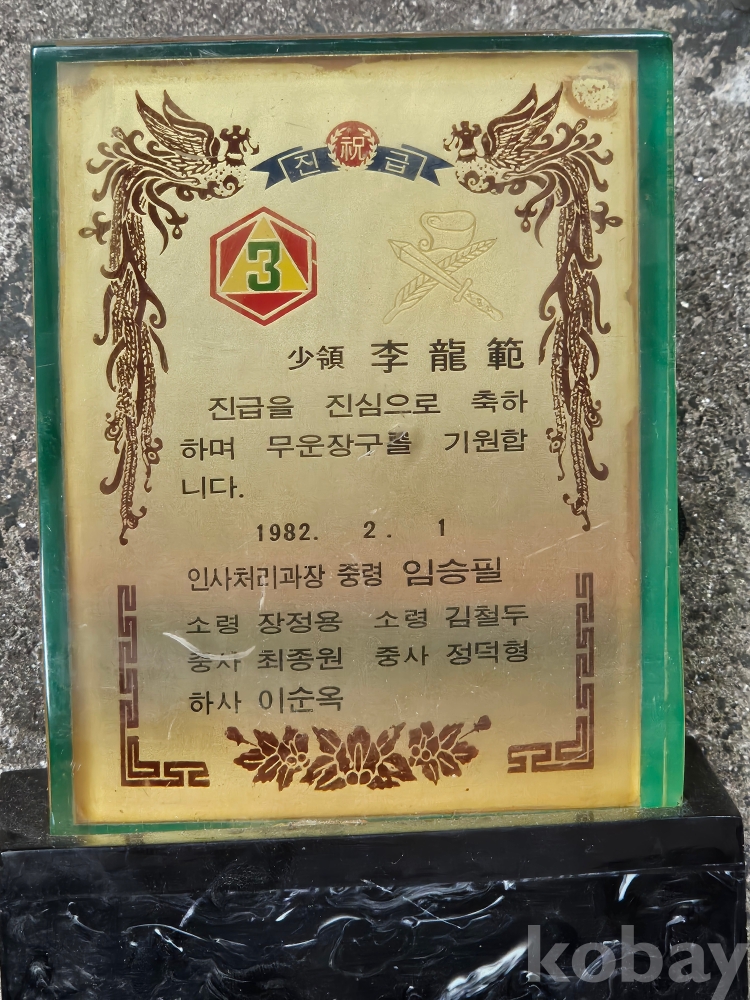 진 祝 급
3
少領 李龍範
진급을 진심으로 축하
하며 무운장구를 기원합
니다.
1982. 2. 1
인사처리과장 중령 임승필
소령 장정용 소령 김철두
중사 최종원 중사 정덕형
하사 이순옥
kobay